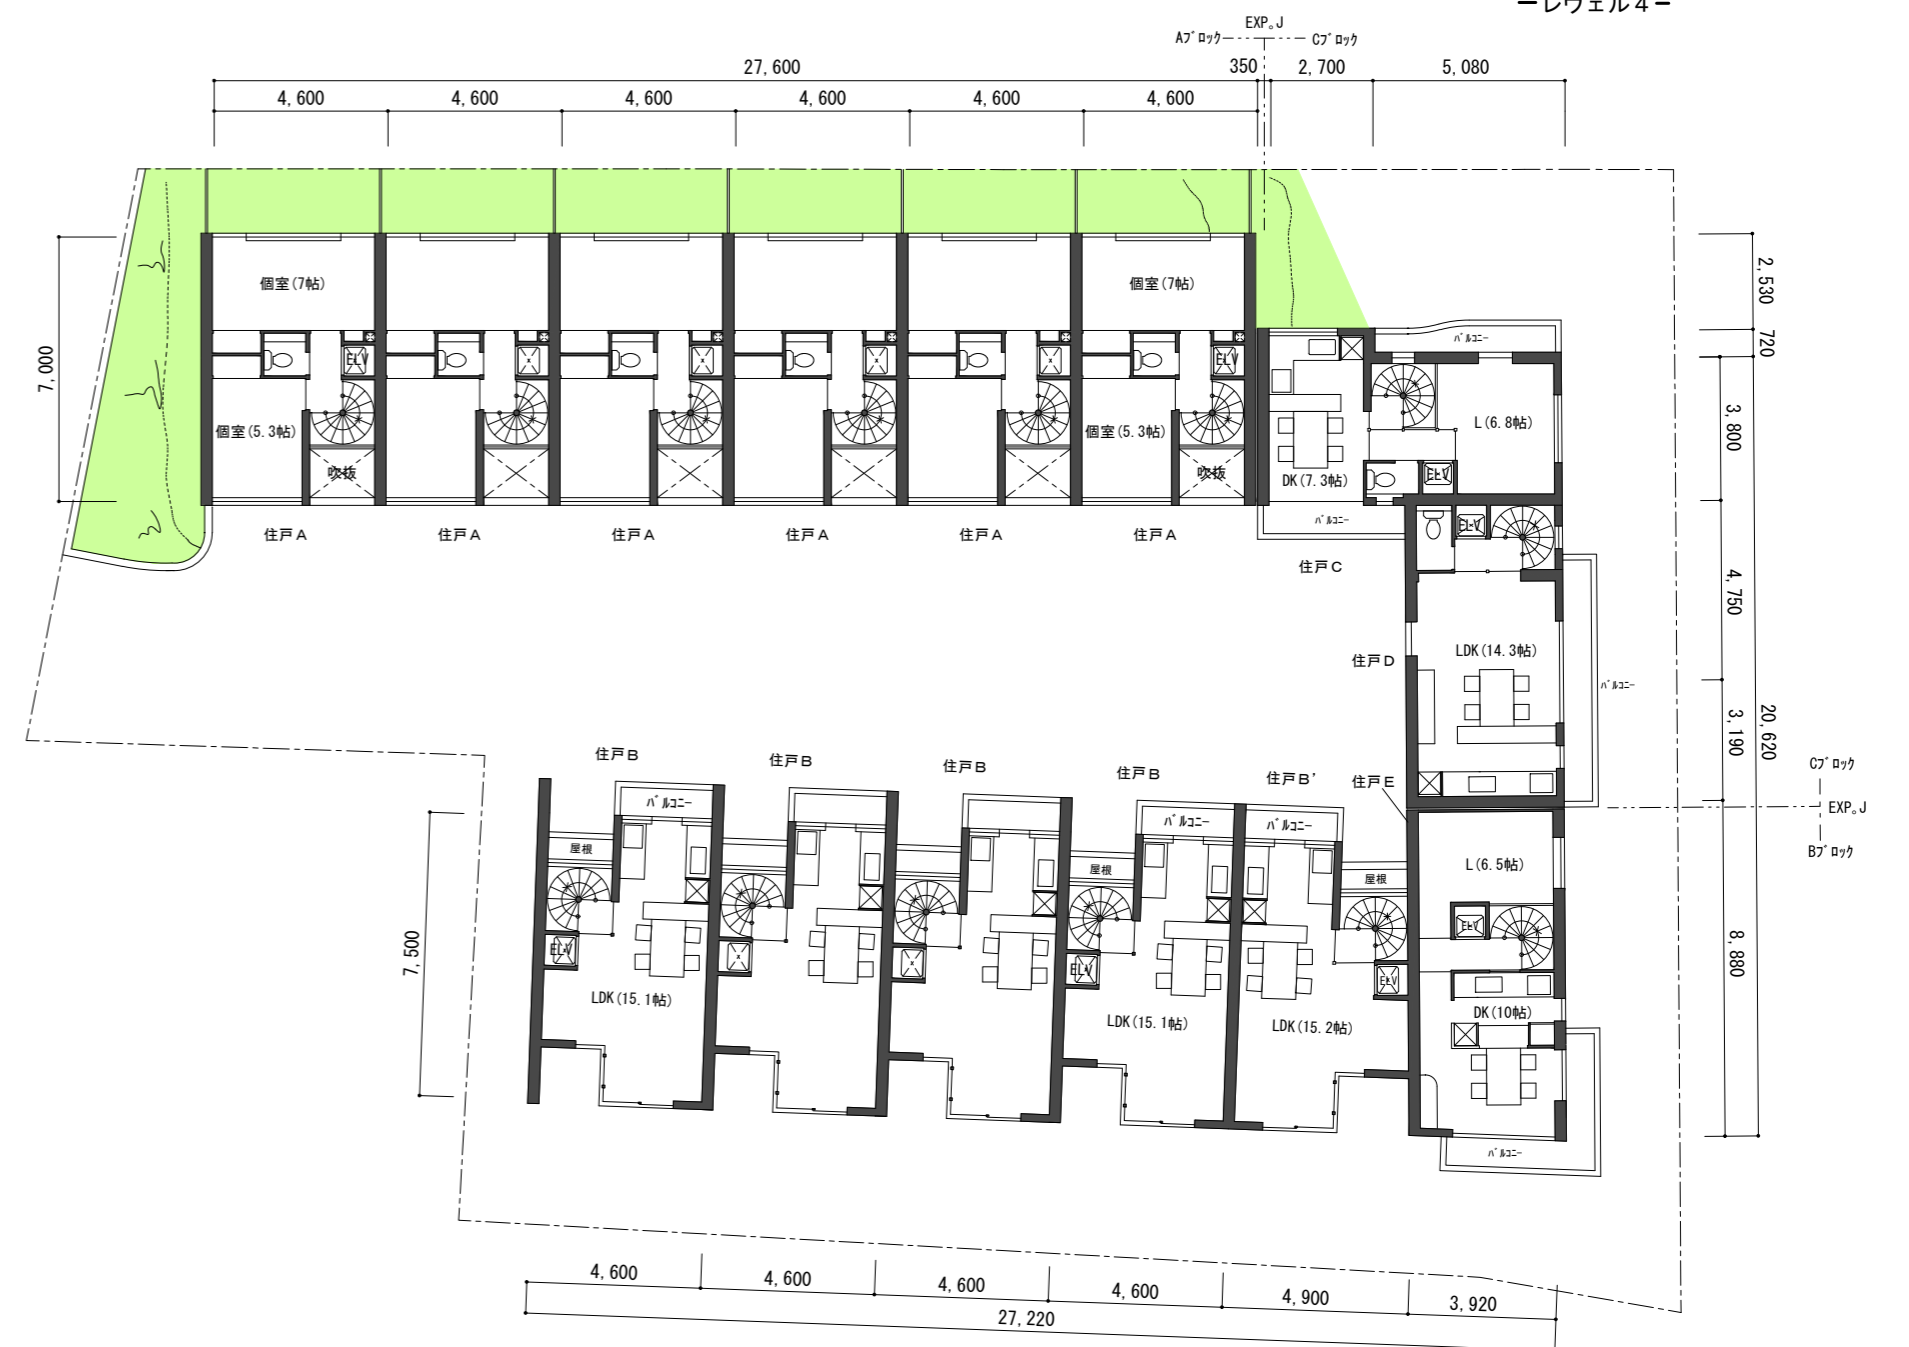 ーレヴェル４ー
EXP。J
Aﾌﾞﾛｯｸ
Cﾌﾞﾛｯｸ
27,600
350
2,700
5,080
4,600
4,600
4,600
4,600
4,600
4,600
7,000
個室(7帖)
個室(7帖)
2,530
720
ﾊﾞﾙｺﾆｰ
ELV
ELV
3,800
L(6.8帖)
個室(5.3帖)
個室(5.3帖)
吹抜
吹抜
DK(7.3帖)
ELV
ﾊﾞﾙｺﾆｰ
ELV
住戸Ａ
住戸Ａ
住戸Ａ
住戸Ａ
住戸Ａ
住戸Ａ
住戸Ｃ
4,750
LDK(14.3帖)
住戸Ｄ
ﾊﾞﾙｺﾆｰ
3,190
20,620
住戸Ｂ
住戸Ｂ
住戸Ｂ
住戸Ｂ
住戸Ｂ'
住戸Ｅ
Cﾌﾞﾛｯｸ
EXP。J
Bﾌﾞﾛｯｸ
ﾊﾞﾙｺﾆｰ
ﾊﾞﾙｺﾆｰ
ﾊﾞﾙｺﾆｰ
屋根
屋根
屋根
L(6.5帖)
7,500
ELV
ELV
ELV
ELV
8,880
LDK(15.1帖)
LDK(15.1帖)
LDK(15.2帖)
DK(10帖)
ﾊﾞﾙｺﾆｰ
4,600
4,600
4,600
4,600
4,900
3,920
27,220